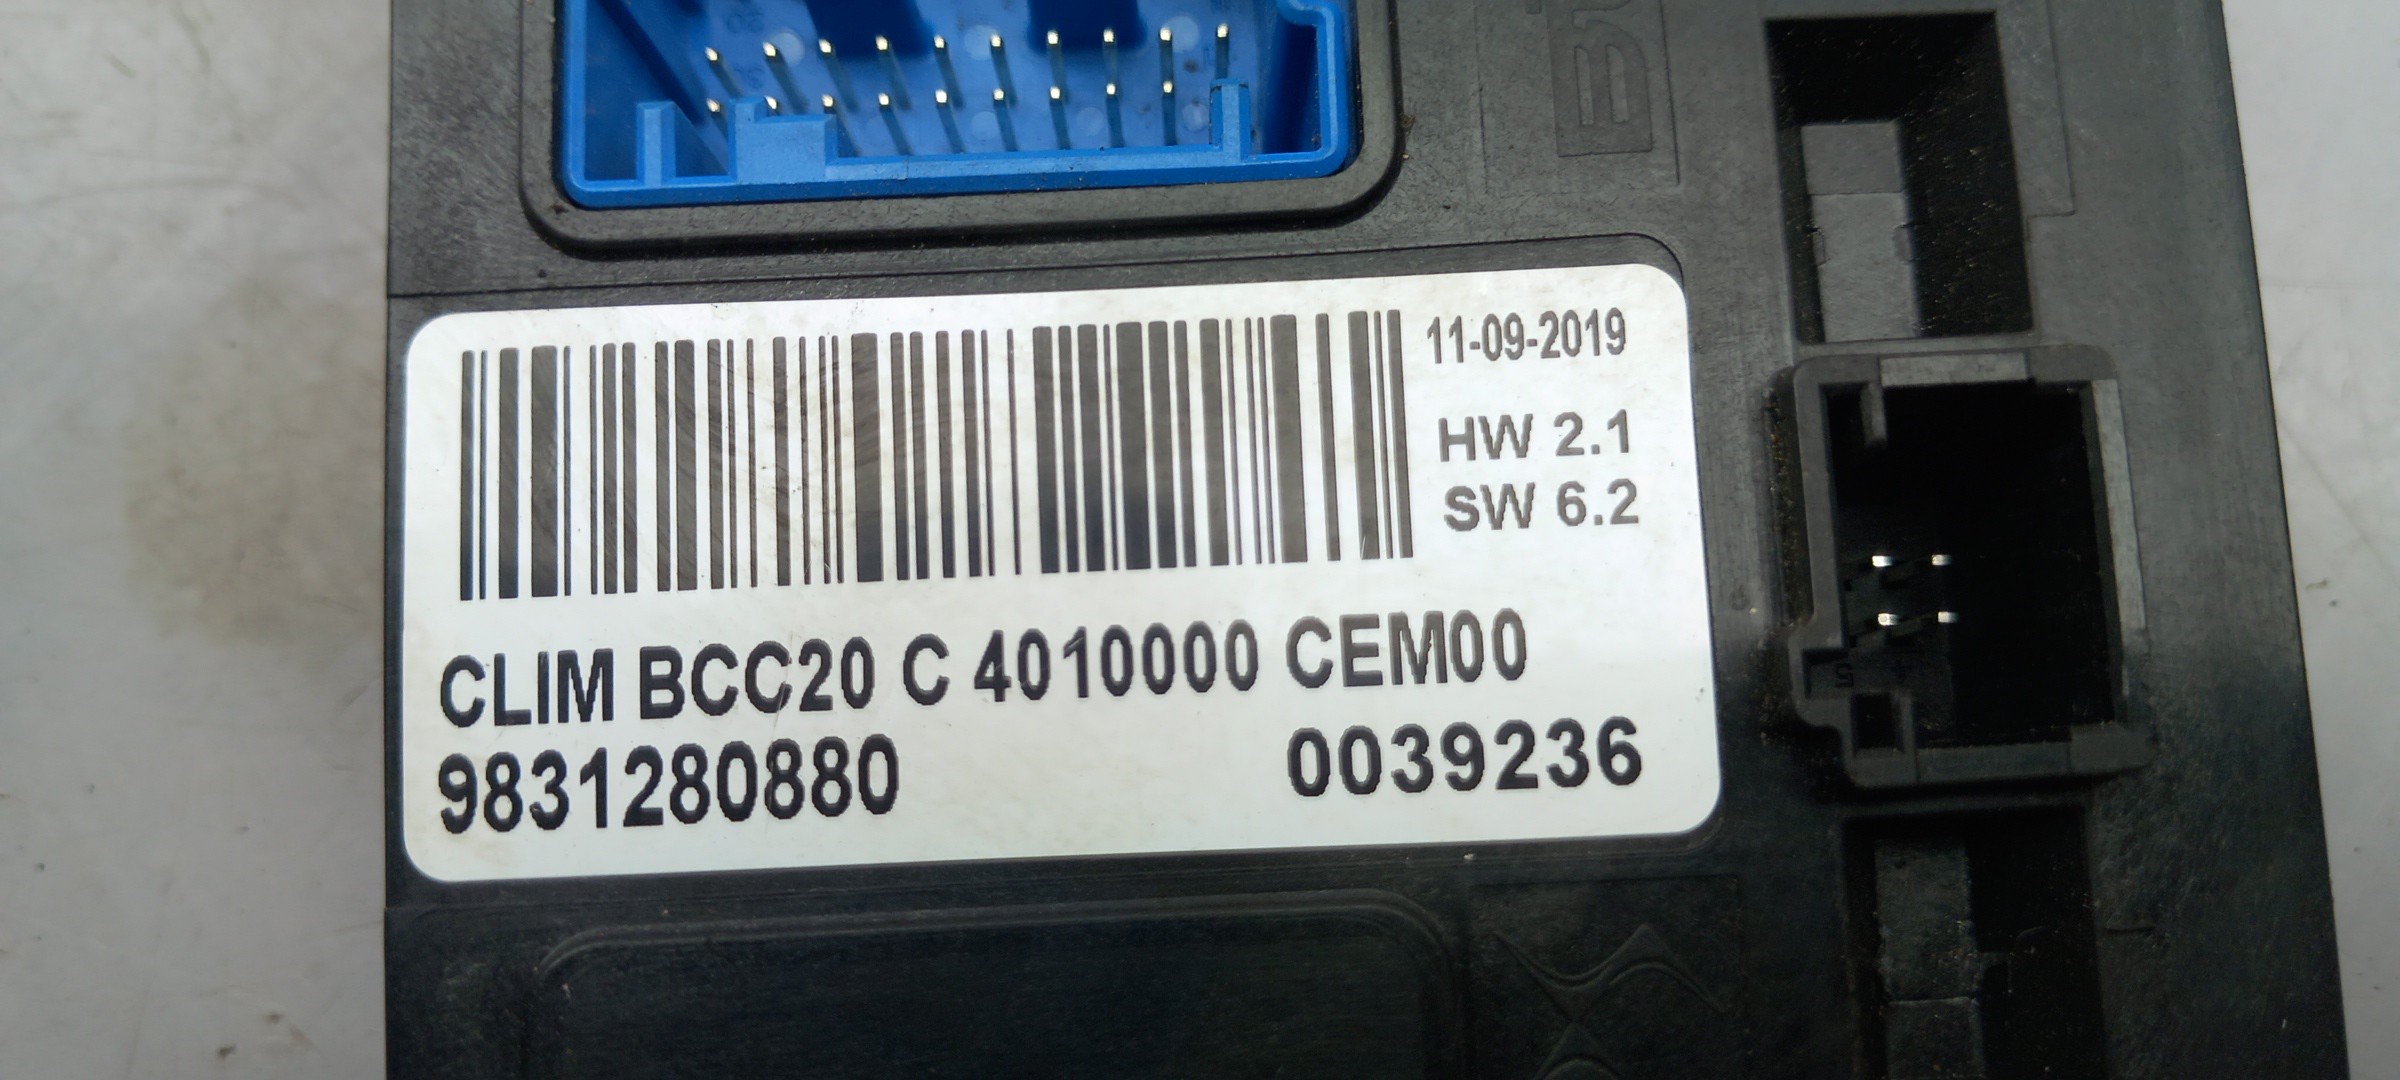 11-09-2019
HW 2.1
SW 6.2
CLIM BCC20 C 4010000 CEM00
9831280880
0039236